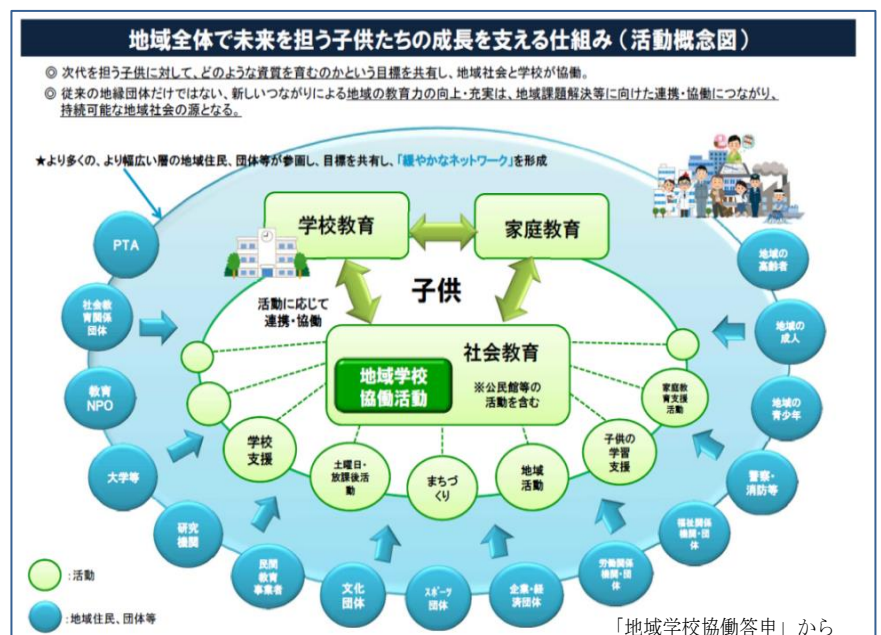 地域全体で未来を担う子供たちの成長を支える仕組み(活動概念図)
◎ 次代を担う子供に対して、どのような資質を育むのかという目標を共有し、地域社会と学校が協働。
◎ 従来の地縁団体だけではない、新しいつながりによる地域の教育力の向上・充実は、地域課題解決等に向けた連携・協働につながり、
持続可能な地域社会の源となる。
★より多くの、より幅広い層の地域住民、団体等が参画し、目標を共有し、「緩やかなネットワーク」を形成
学校教育
家庭教育
子供
活動に応じて
連携・協働
社会教育
※公民館等の
活動を含む
地域学校
協働活動
学校
支援
土曜日・
放課後活
動
まちづ
くり
地域
活動
子供の
学習
支援
家庭教
育支援
活動
PTA
社会教
育関係
団体
教育
NPO
大学等
研究
機関
民間
教育
事業者
文化
団体
スポーツ
団体
企業・経
済団体
労働関係
機関・団
体
福祉関係
機関・団
体
警察・
消防等
地域の
青少年
地域の
成人
地域の
高齢者
:活動
:地域住民、団体等
「地域学校協働答申」から